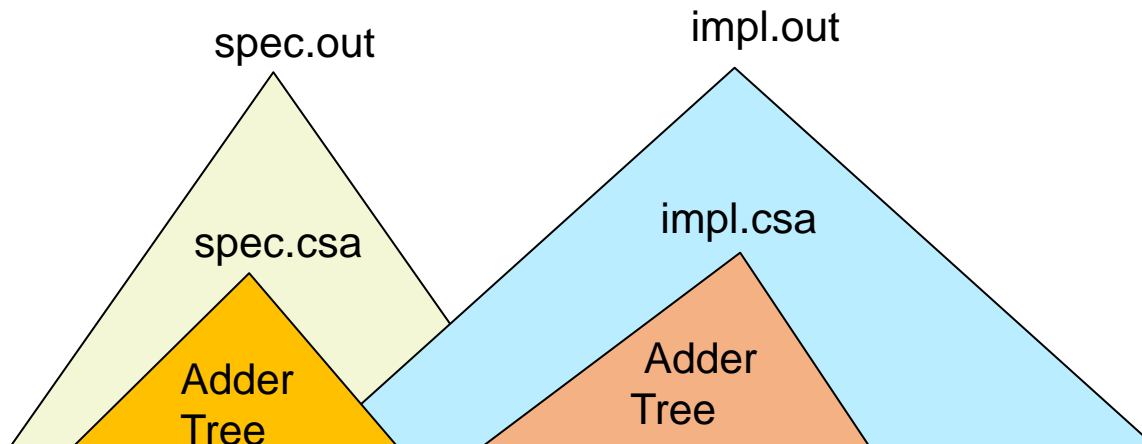 spec.out
impl.out
spec.csa
impl.csa
Adder
Tree
Adder
Tree